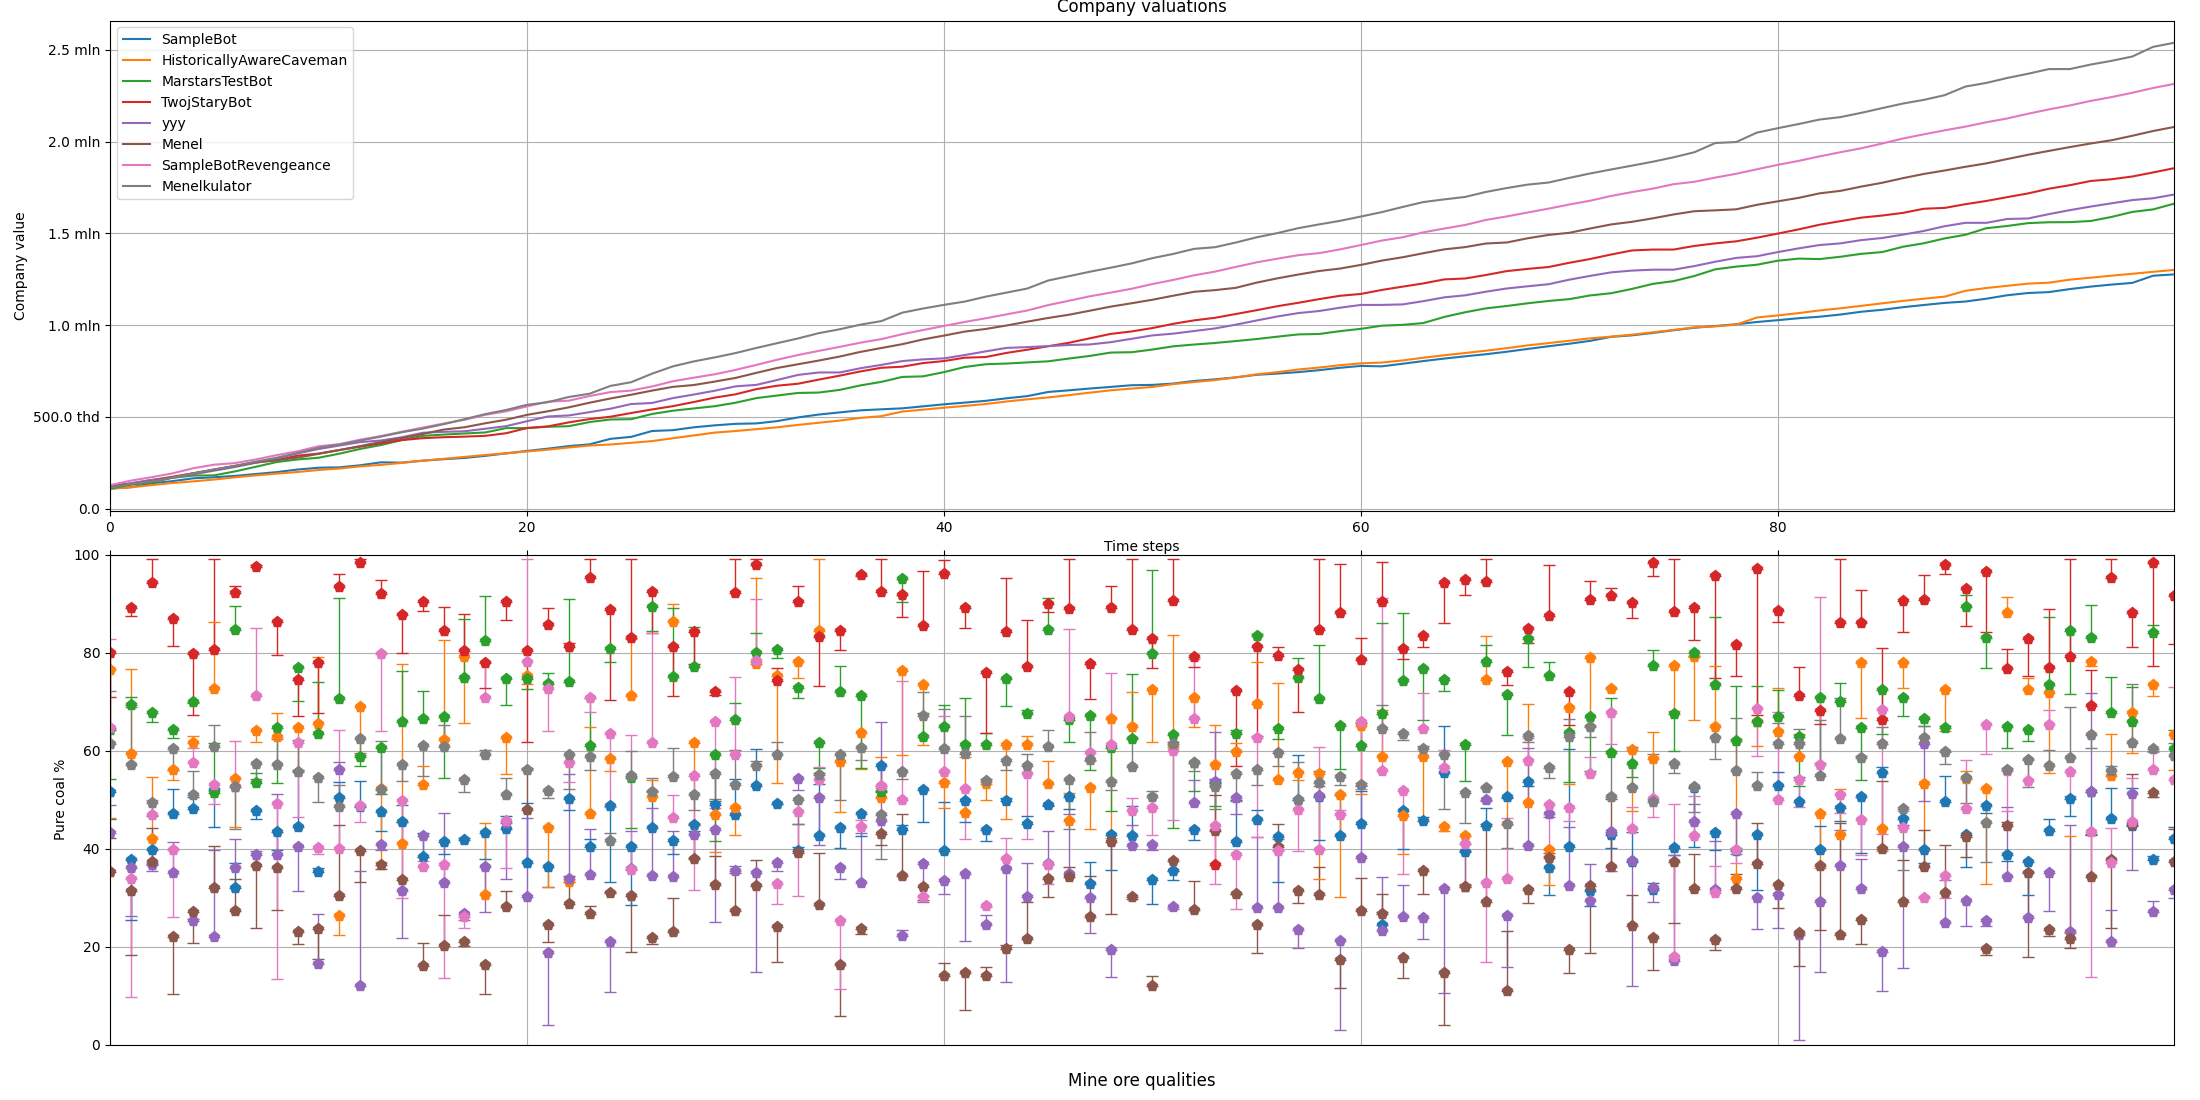 Company valuations
Company value
2.5 mln
2.0 mln
1.5 mln
1.0 mln
500.0 thd
0.0
SampleBot
HistoricallyAwareCaveman
MarstarsTestBot
TwojStaryBot
yyy
Menel
SampleBotRevengeance
Menelkulator
0 20 40 60 80
Time steps
Pure coal %
100
80
60
40
20
0
Mine ore qualities